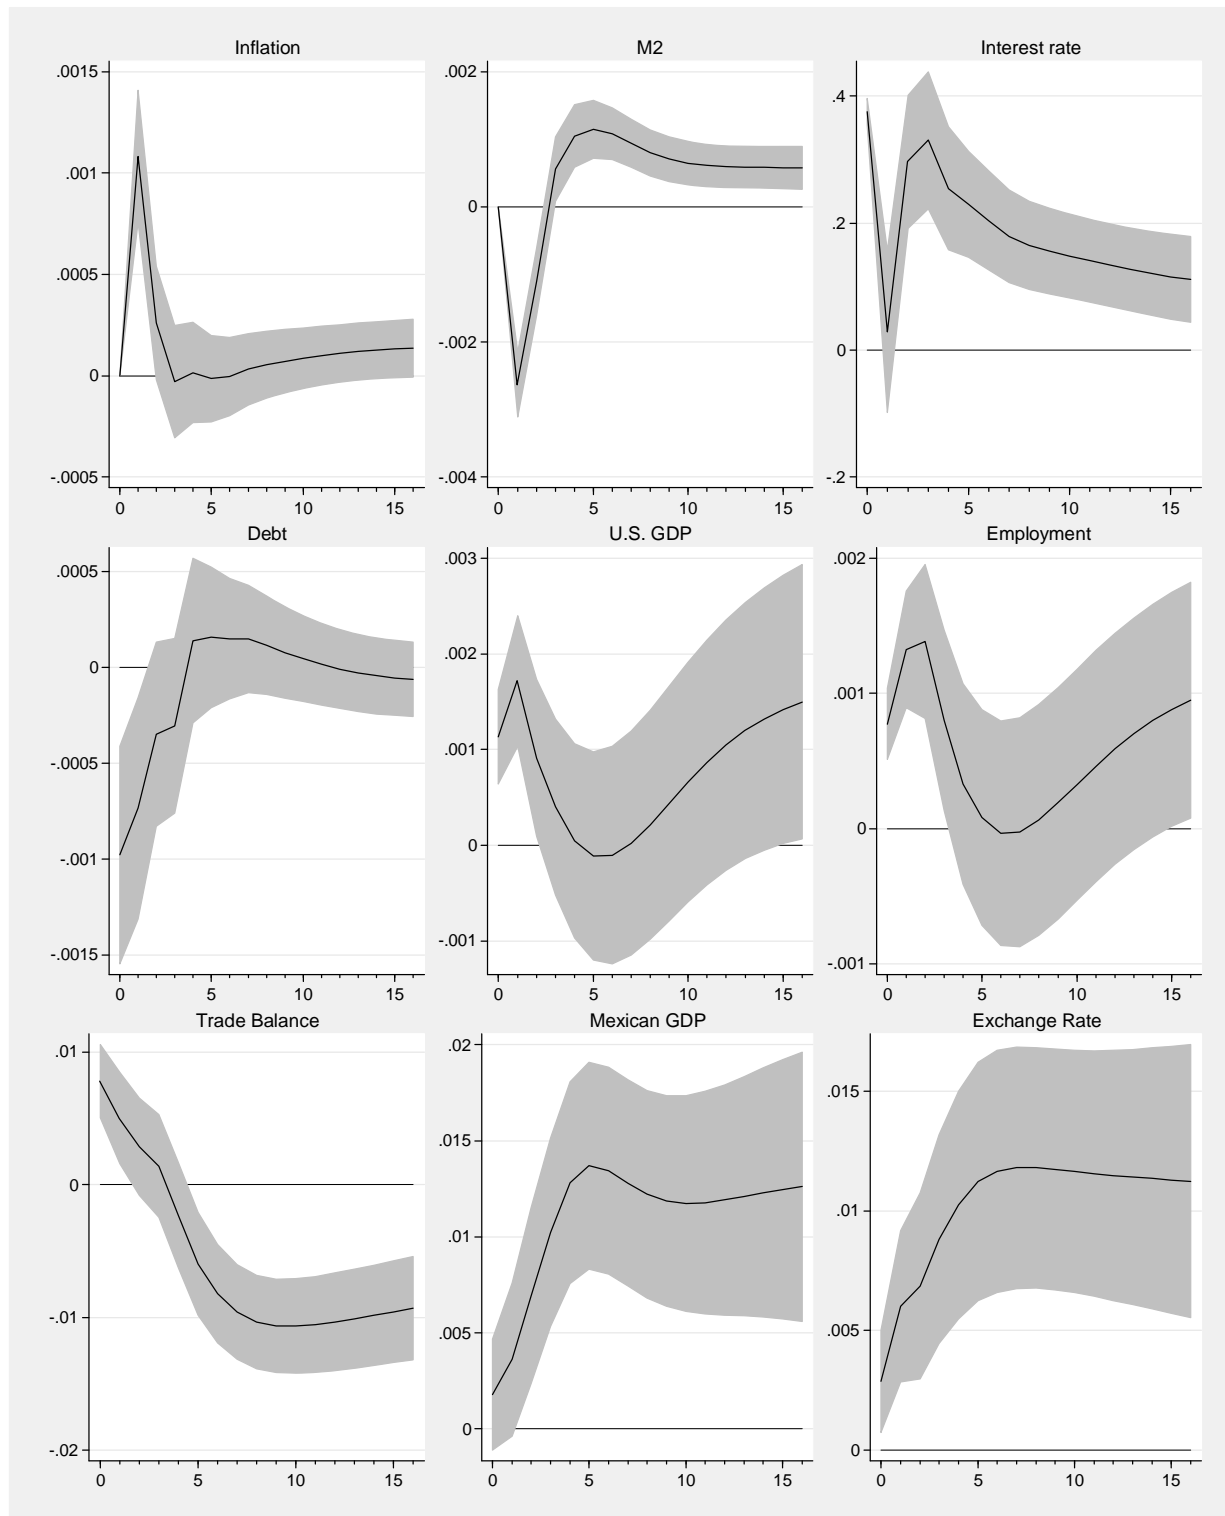 Inflation
.0015
.001
.0005
0
-.0005
0 5 10 15
M2
.002
0
-.002
-.004
0 5 10 15
Interest rate
.4
.2
0
-.2
0 5 10 15
Debt
.0005
0
-.0005
-.001
-.0015
0 5 10 15
U.S. GDP
.003
.002
.001
0
-.001
0 5 10 15
Employment
.002
.001
0
-.001
0 5 10 15
Trade Balance
.01
0
-.01
-.02
0 5 10 15
Mexican GDP
.02
.015
.01
.005
0
0 5 10 15
Exchange Rate
.015
.01
.005
0
0 5 10 15